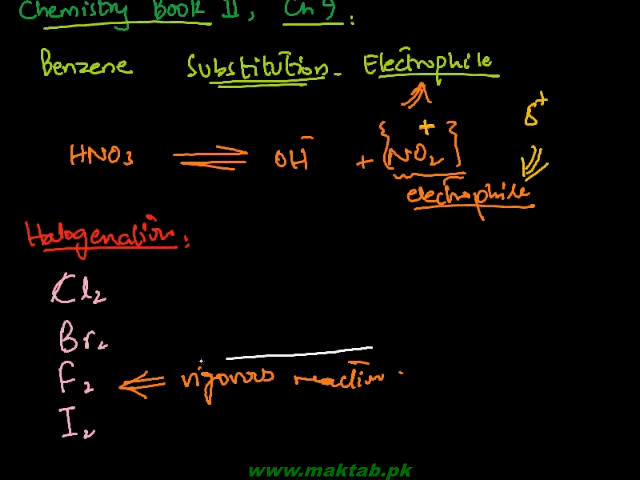 Chemistry Book II, Ch 9:
Benzene Substitution - Electrophile
δ+
HNO3 ⇌ OH⁻ + {NO2⁺}
electrophile
Halogenation:
Cl2
Br2
F2 ⇐ vigorous reaction.
I2
www.maktab.pk